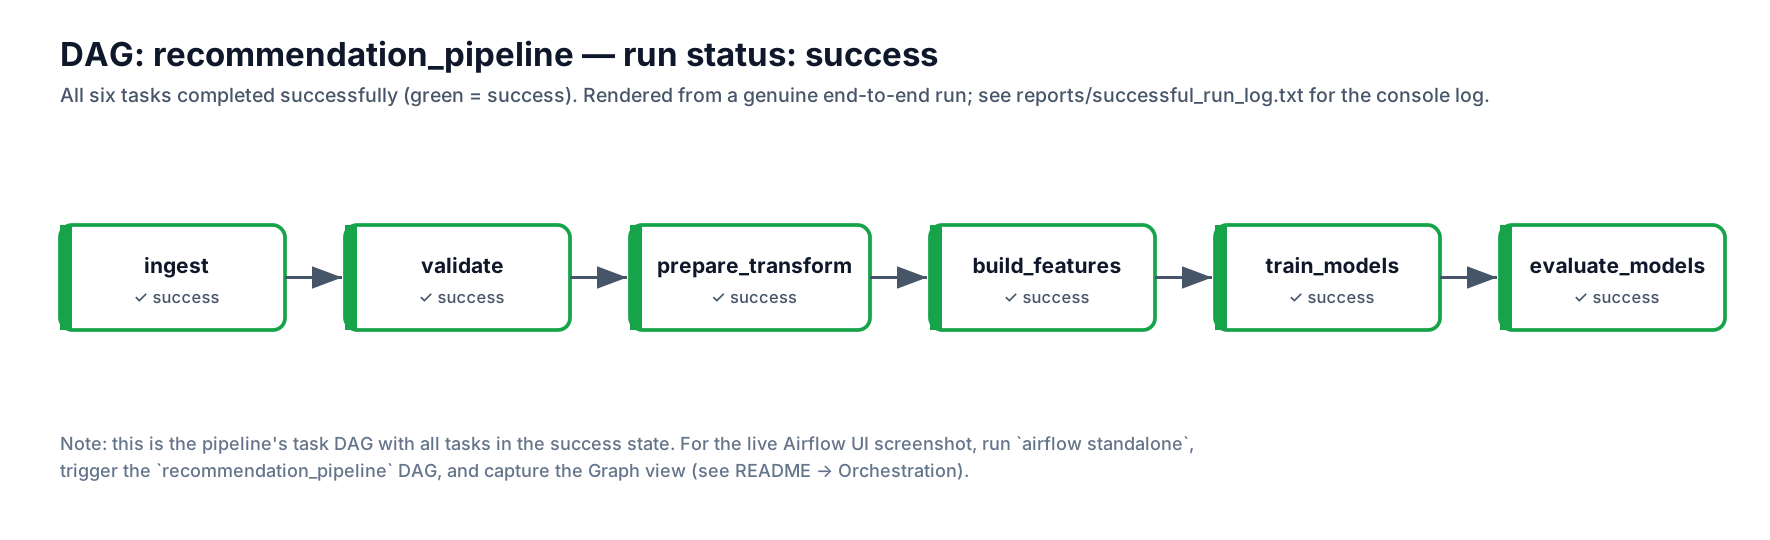 DAG: recommendation_pipeline — run status: success
All six tasks completed successfully (green = success). Rendered from a genuine end-to-end run; see reports/successful_run_log.txt for the console log.
ingest
✓ success
validate
✓ success
prepare_transform
✓ success
build_features
✓ success
train_models
✓ success
evaluate_models
✓ success
Note: this is the pipeline's task DAG with all tasks in the success state. For the live Airflow UI screenshot, run `airflow standalone`,
trigger the `recommendation_pipeline` DAG, and capture the Graph view (see README → Orchestration).